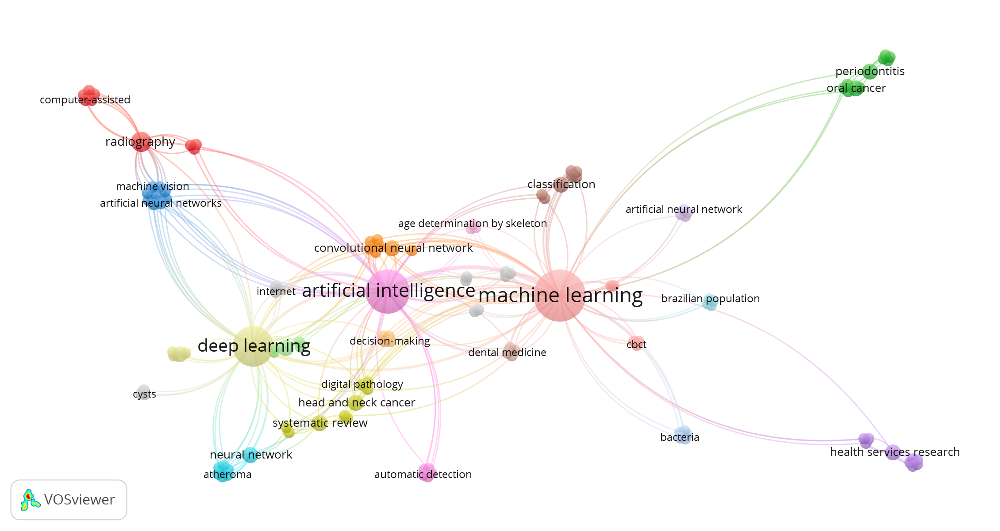 periodontitis
oral cancer
computer-assisted
radiography
classification
machine vision
artificial neural networks
artificial neural network
age determination by skeleton
convolutional neural network
internet
artificial intelligence
machine learning
brazilian population
deep learning
decision-making
dental medicine
cbct
digital pathology
cysts
head and neck cancer
systematic review
bacteria
neural network
health services research
atheroma
automatic detection
VOSviewer